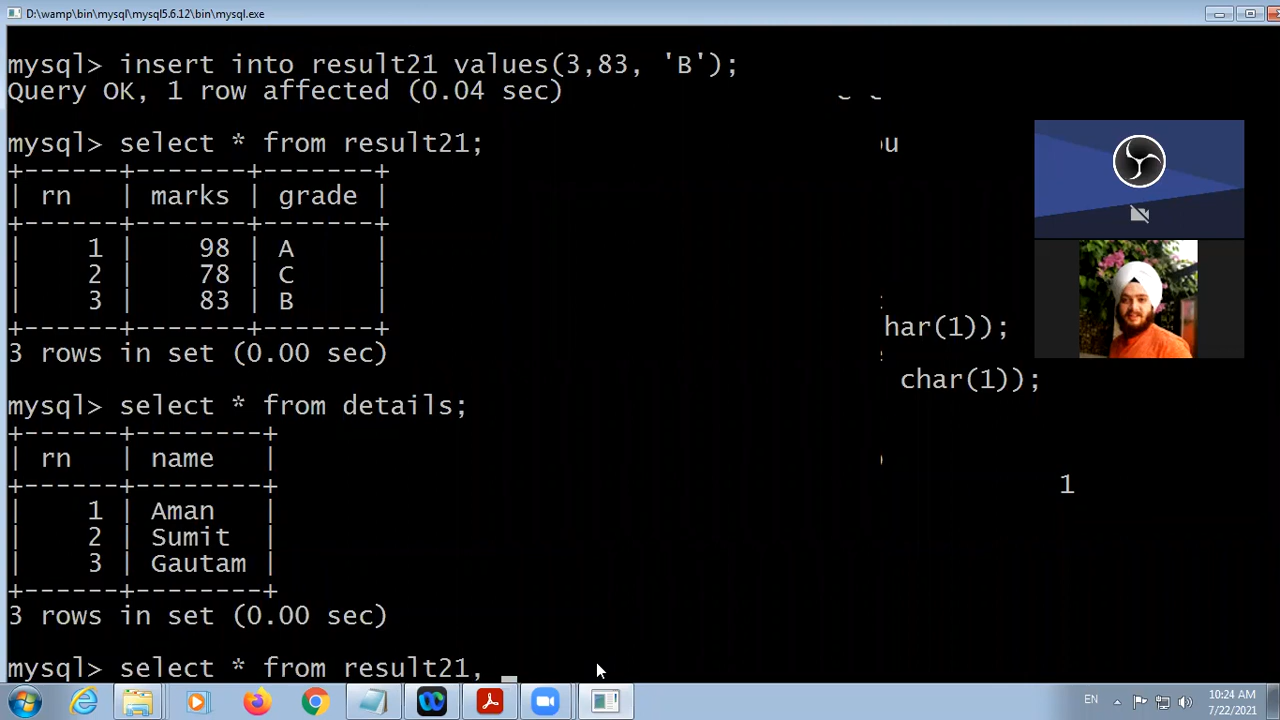 D:\wamp\bin\mysql\mysql5.6.12\bin\mysql.exe
mysql> insert into result21 values(3,83, 'B');
Query OK, 1 row affected (0.04 sec)
mysql> select * from result21;
+------+-------+-------+
| rn   | marks | grade |
+------+-------+-------+
|    1 |    98 | A     |
|    2 |    78 | C     |
|    3 |    83 | B     |
+------+-------+-------+
3 rows in set (0.00 sec)
mysql> select * from details;
+------+--------+
| rn   | name   |
+------+--------+
|    1 | Aman   |
|    2 | Sumit  |
|    3 | Gautam |
+------+--------+
3 rows in set (0.00 sec)
mysql> select * from result21,
har(1));
char(1));
1
EN
10:24 AM
7/22/2021